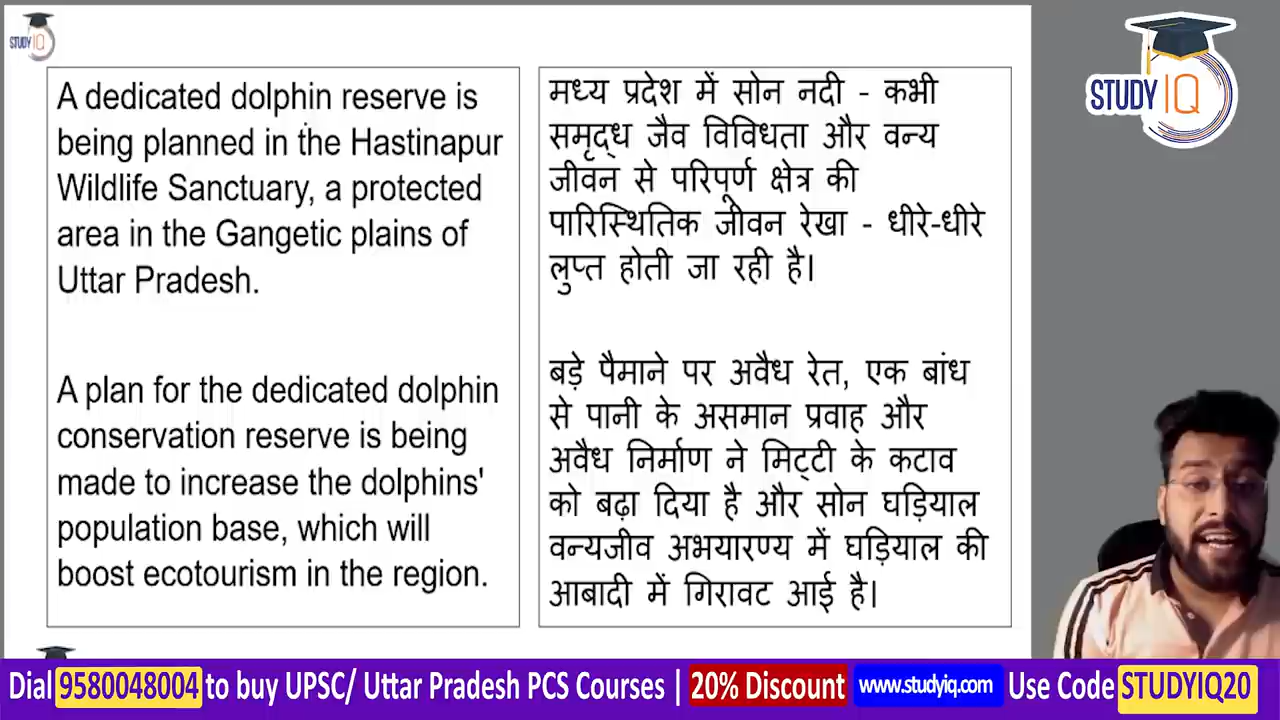 STUDY IQ
STUDY IQ
A dedicated dolphin reserve is
being planned in the Hastinapur
Wildlife Sanctuary, a protected
area in the Gangetic plains of
Uttar Pradesh.
A plan for the dedicated dolphin
conservation reserve is being
made to increase the dolphins'
population base, which will
boost ecotourism in the region.
मध्य प्रदेश में सोन नदी - कभी
समृद्ध जैव विविधता और वन्य
जीवन से परिपूर्ण क्षेत्र की
पारिस्थितिक जीवन रेखा - धीरे-धीरे
लुप्त होती जा रही है।
बड़े पैमाने पर अवैध रेत, एक बांध
से पानी के असमान प्रवाह और
अवैध निर्माण ने मिट्टी के कटाव
को बढ़ा दिया है और सोन घड़ियाल
वन्यजीव अभयारण्य में घड़ियाल की
आबादी में गिरावट आई है।
Dial 9580048004 to buy UPSC/ Uttar Pradesh PCS Courses | 20% Discount www.studyiq.com Use Code STUDYIQ20